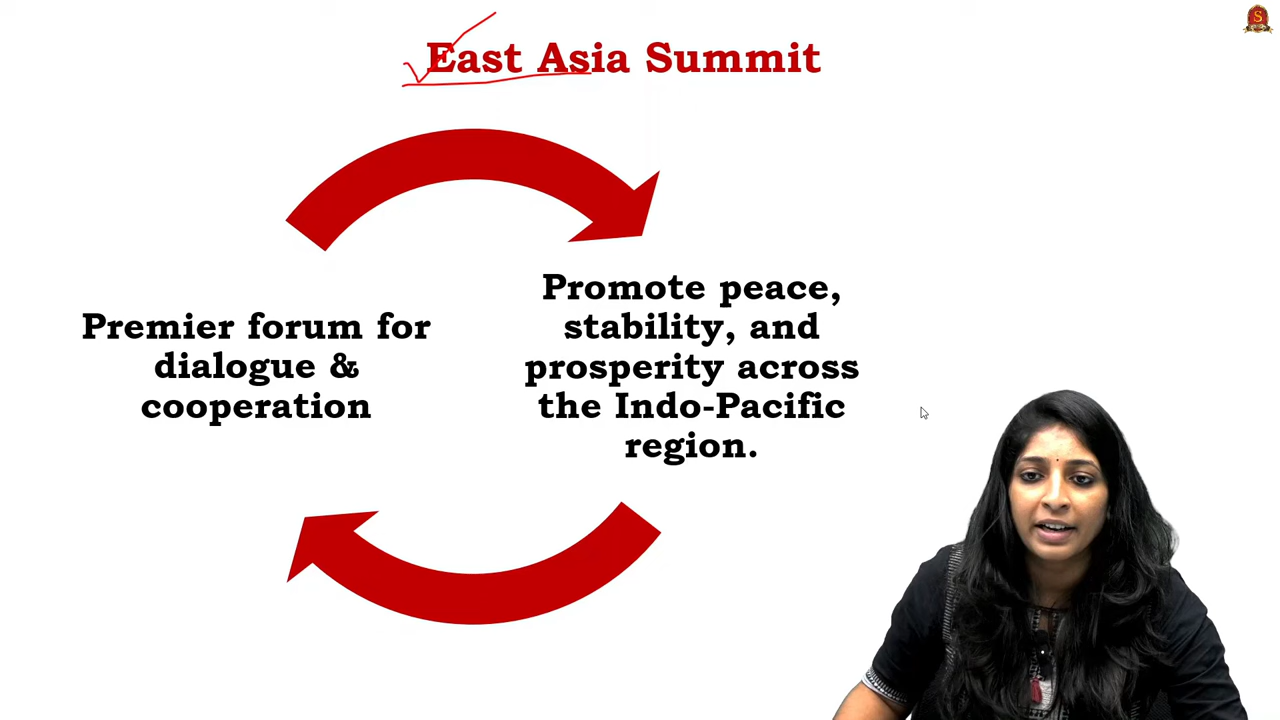 East Asia Summit
Premier forum for
dialogue &
cooperation
Promote peace,
stability, and
prosperity across
the Indo-Pacific
region.
S